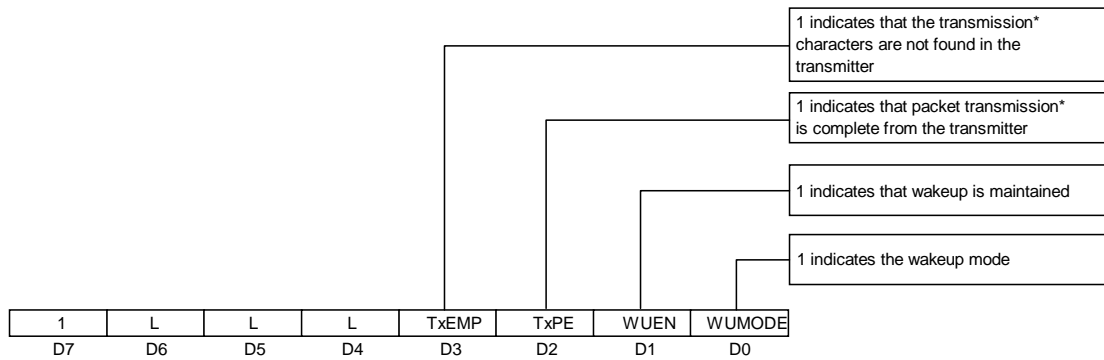 1 indicates that the transmission*
characters are not found in the
transmitter
1 indicates that packet transmission*
is complete from the transmitter
1 indicates that wakeup is maintained
1 indicates the wakeup mode
1 L L L TxEMP TxPE WUEN WUMODE
D7 D6 D5 D4 D3 D2 D1 D0